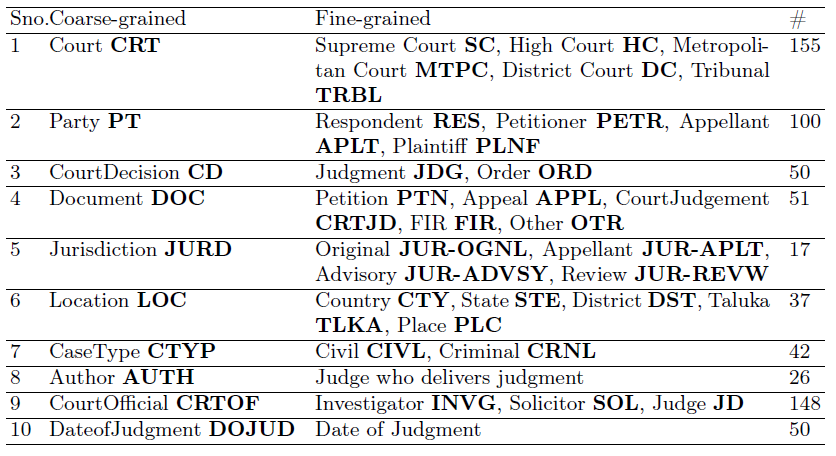 Sno. Coarse-grained Fine-grained #
1 Court CRT Supreme Court SC, High Court HC, Metropoli- 155
tan Court MTPC, District Court DC, Tribunal
TRBL
2 Party PT Respondent RES, Petitioner PETR, Appellant 100
APLT, Plaintiff PLNF
3 CourtDecision CD Judgment JDG, Order ORD 50
4 Document DOC Petition PTN, Appeal APPL, CourtJudgement 51
CRTJD, FIR FIR, Other OTR
5 Jurisdiction JURD Original JUR-OGNL, Appellant JUR-APLT, 17
Advisory JUR-ADVSY, Review JUR-REVW
6 Location LOC Country CTY, State STE, District DST, Taluka 37
TLKA, Place PLC
7 CaseType CTYP Civil CIVL, Criminal CRNL 42
8 Author AUTH Judge who delivers judgment 26
9 CourtOfficial CRTOF Investigator INVG, Solicitor SOL, Judge JD 148
10 DateofJudgment DOJUD Date of Judgment 50